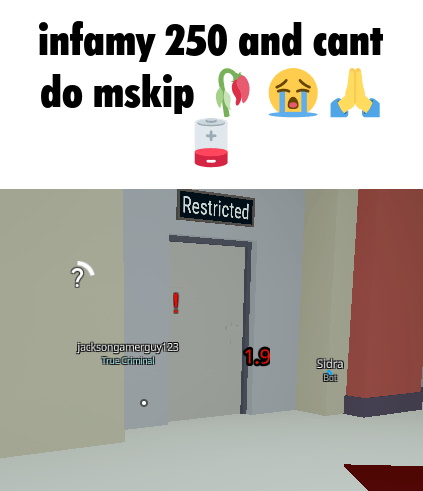 infamy 250 and cant
do mskip 🥀 😭 🙏
🪫
Restricted
?
!
jacksongamerguy123
True Criminal
1.9
Sidra
Bot